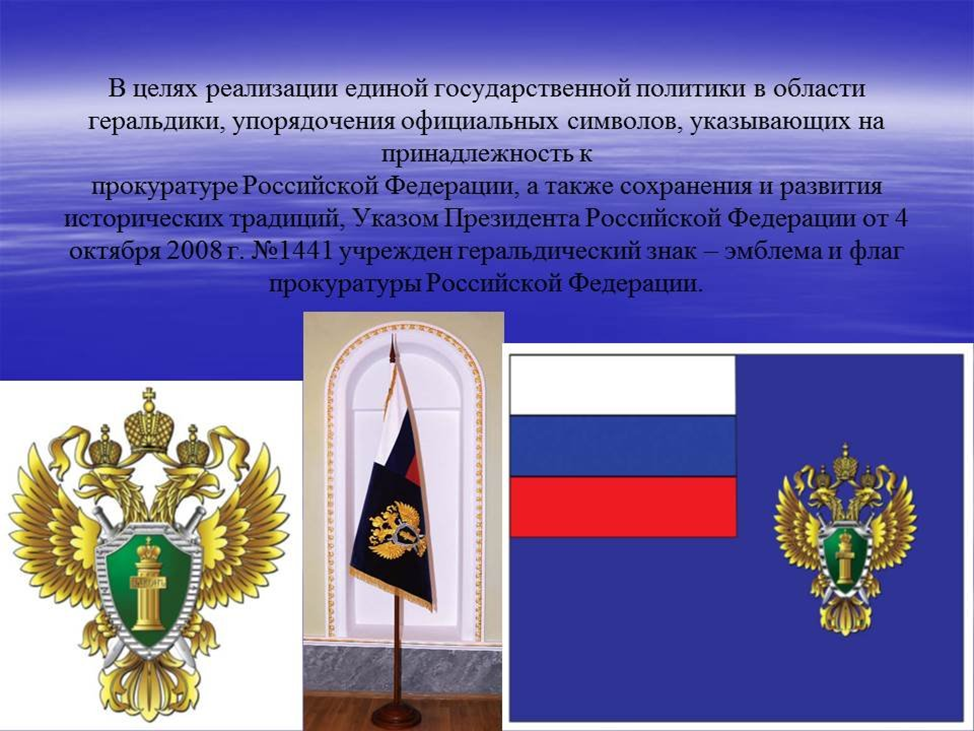 В целях реализации единой государственной политики в области
геральдики, упорядочения официальных символов, указывающих на
принадлежность к
прокуратуре Российской Федерации, а также сохранения и развития
исторических традиций, Указом Президента Российской Федерации от 4
октября 2008 г. №1441 учрежден геральдический знак – эмблема и флаг
прокуратуры Российской Федерации.